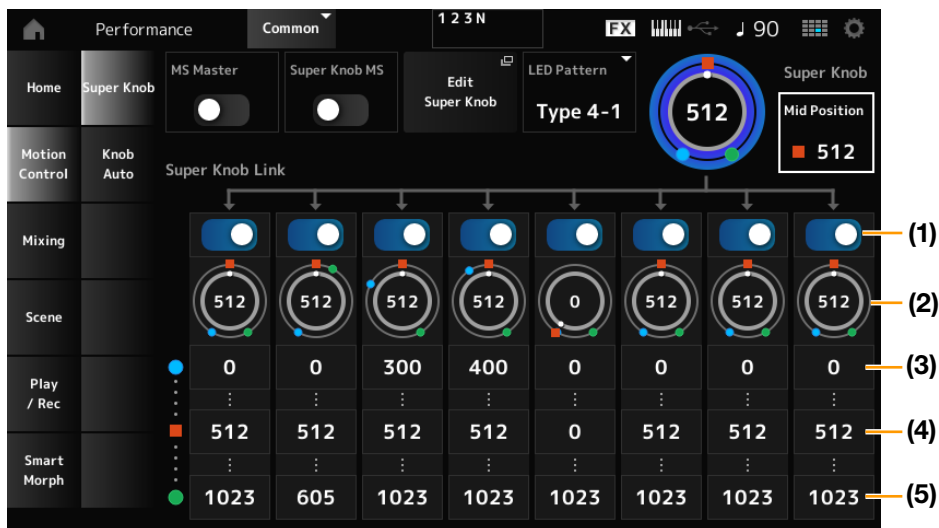 Performance
Common
1 2 3 N
FX
♩ 90
Home
Super Knob
MS Master
Super Knob MS
Edit
Super Knob
LED Pattern
Type 4-1
512
Super Knob
Mid Position
512
Motion
Control
Knob
Auto
Super Knob Link
Mixing
(1)
Scene
512 512 512 512 0 512 512 512 (2)
Play
/ Rec
0 0 300 400 0 0 0 0 (3)
512 512 512 512 0 512 512 512 (4)
Smart
Morph
1023 605 1023 1023 1023 1023 1023 1023 (5)